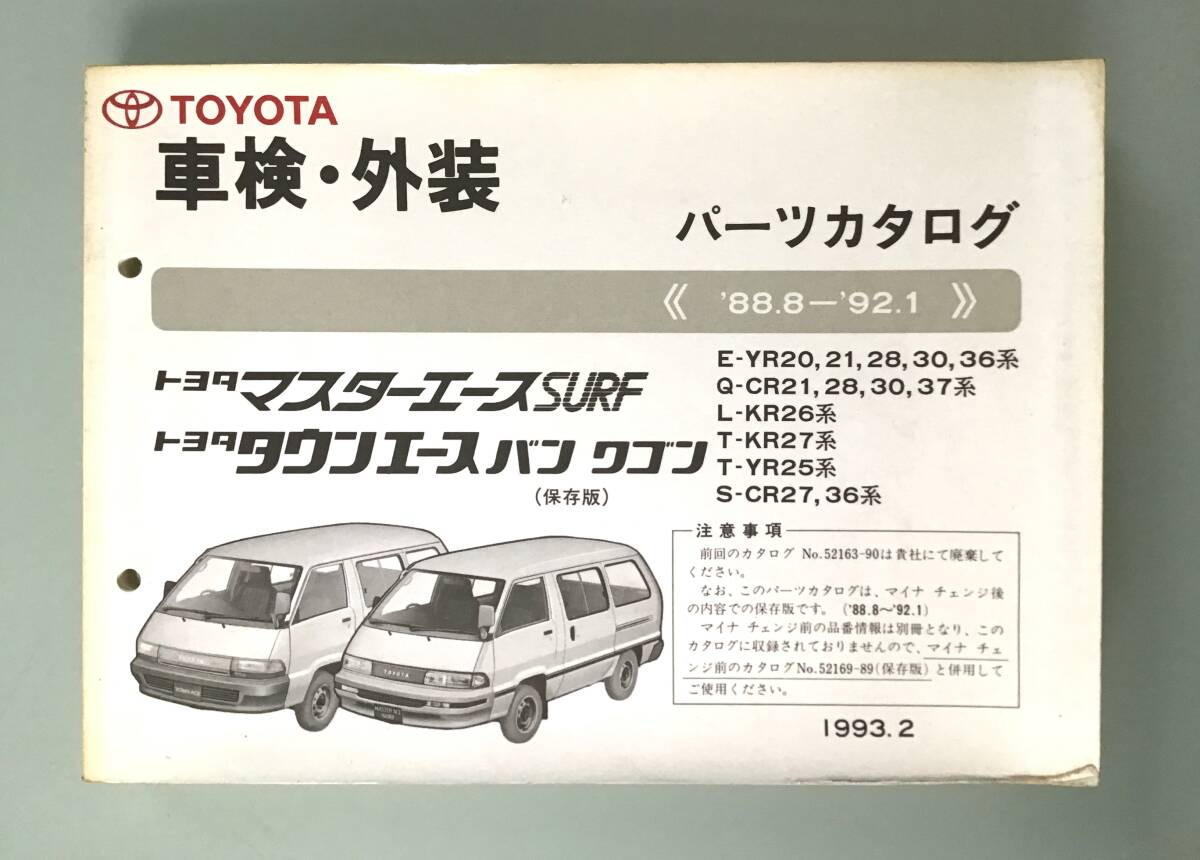 TOYOTA
車検・外装
パーツカタログ
《 '88.8—'92.1 》
トヨタ マスターエース SURF
トヨタ タウンエース バン ワゴン
(保存版)
E-YR20, 21, 28, 30, 36系
Q-CR21, 28, 30, 37系
L-KR26系
T-KR27系
T-YR25系
S-CR27, 36系
注意事項
前回のカタログ No.52163-90は貴社にて廃棄して
ください。
なお、このパーツカタログは、マイナ チェンジ後
の内容での保存版です。('88.8〜'92.1)
マイナ チェンジ前の品番情報は別冊となり、この
カタログに収録されておりませんので、マイナ チェ
ンジ前のカタログNo.52169-89(保存版)と併用して
ご使用ください。
TOYOTA
TOWN ACE
TOYOTA
MASTER ACE
SURF
1993. 2